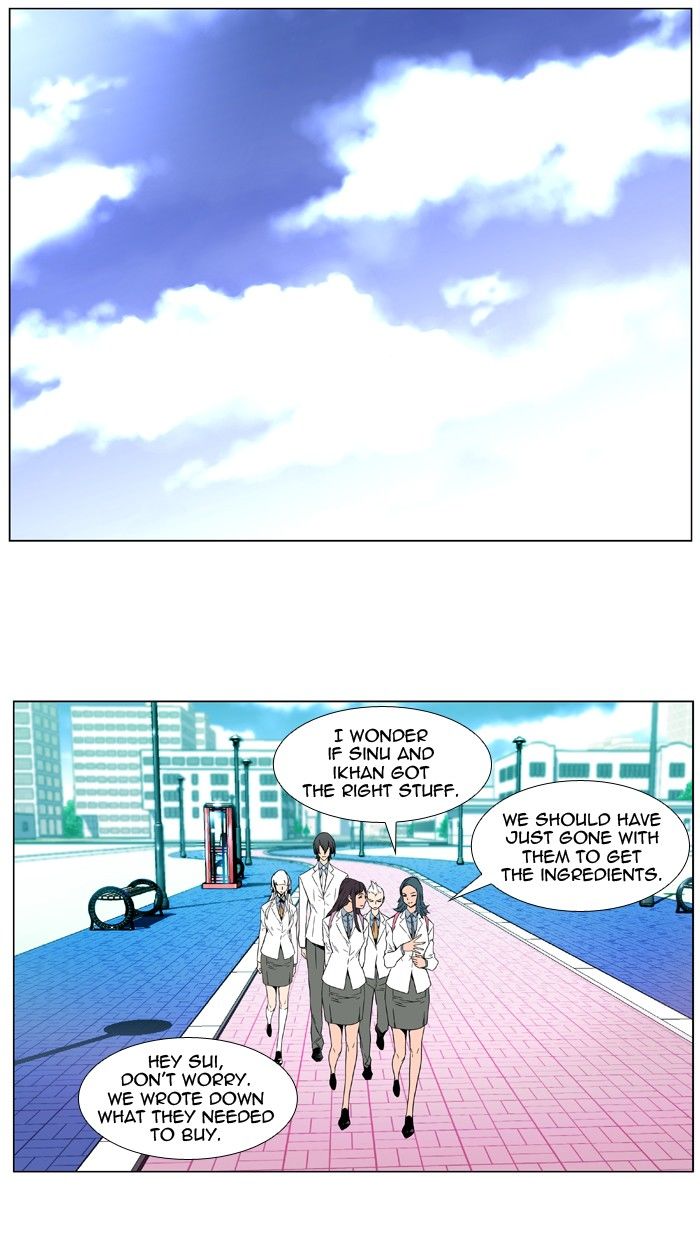 I WONDER
IF SINU AND
IKHAN GOT
THE RIGHT STUFF.
WE SHOULD HAVE
JUST GONE WITH
THEM TO GET
THE INGREDIENTS.
HEY SUI,
DON'T WORRY.
WE WROTE DOWN
WHAT THEY NEEDED
TO BUY.